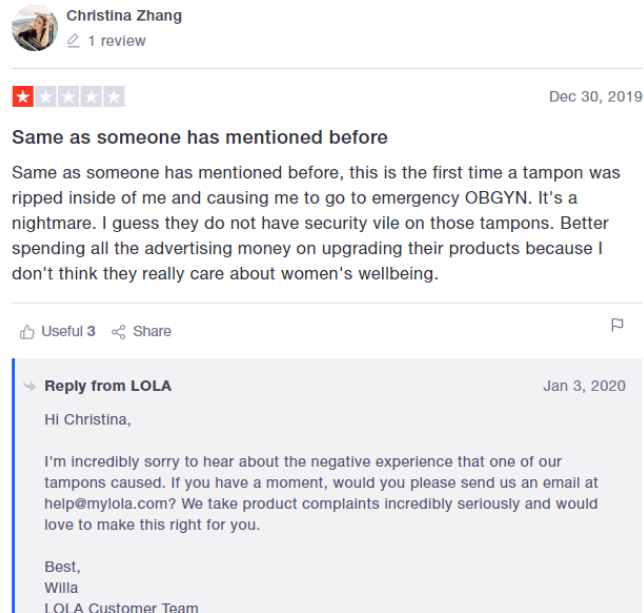 Christina Zhang
1 review
Dec 30, 2019
Same as someone has mentioned before
Same as someone has mentioned before, this is the first time a tampon was
ripped inside of me and causing me to go to emergency OBGYN. It's a
nightmare. I guess they do not have security vile on those tampons. Better
spending all the advertising money on upgrading their products because I
don't think they really care about women's wellbeing.
Useful 3 Share
Reply from LOLA Jan 3, 2020
Hi Christina,
I'm incredibly sorry to hear about the negative experience that one of our
tampons caused. If you have a moment, would you please send us an email at
help@mylola.com? We take product complaints incredibly seriously and would
love to make this right for you.
Best,
Willa
LOLA Customer Team